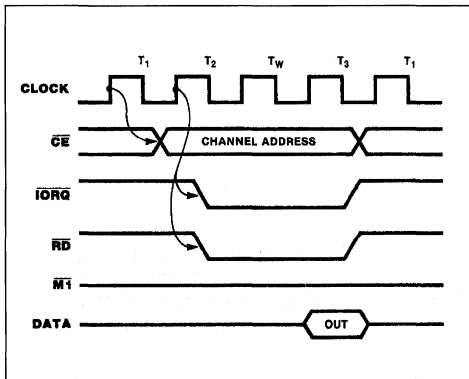 T1 T2 TW T3 T1
CLOCK
CE CHANNEL ADDRESS
IORQ
RD
M1
DATA OUT